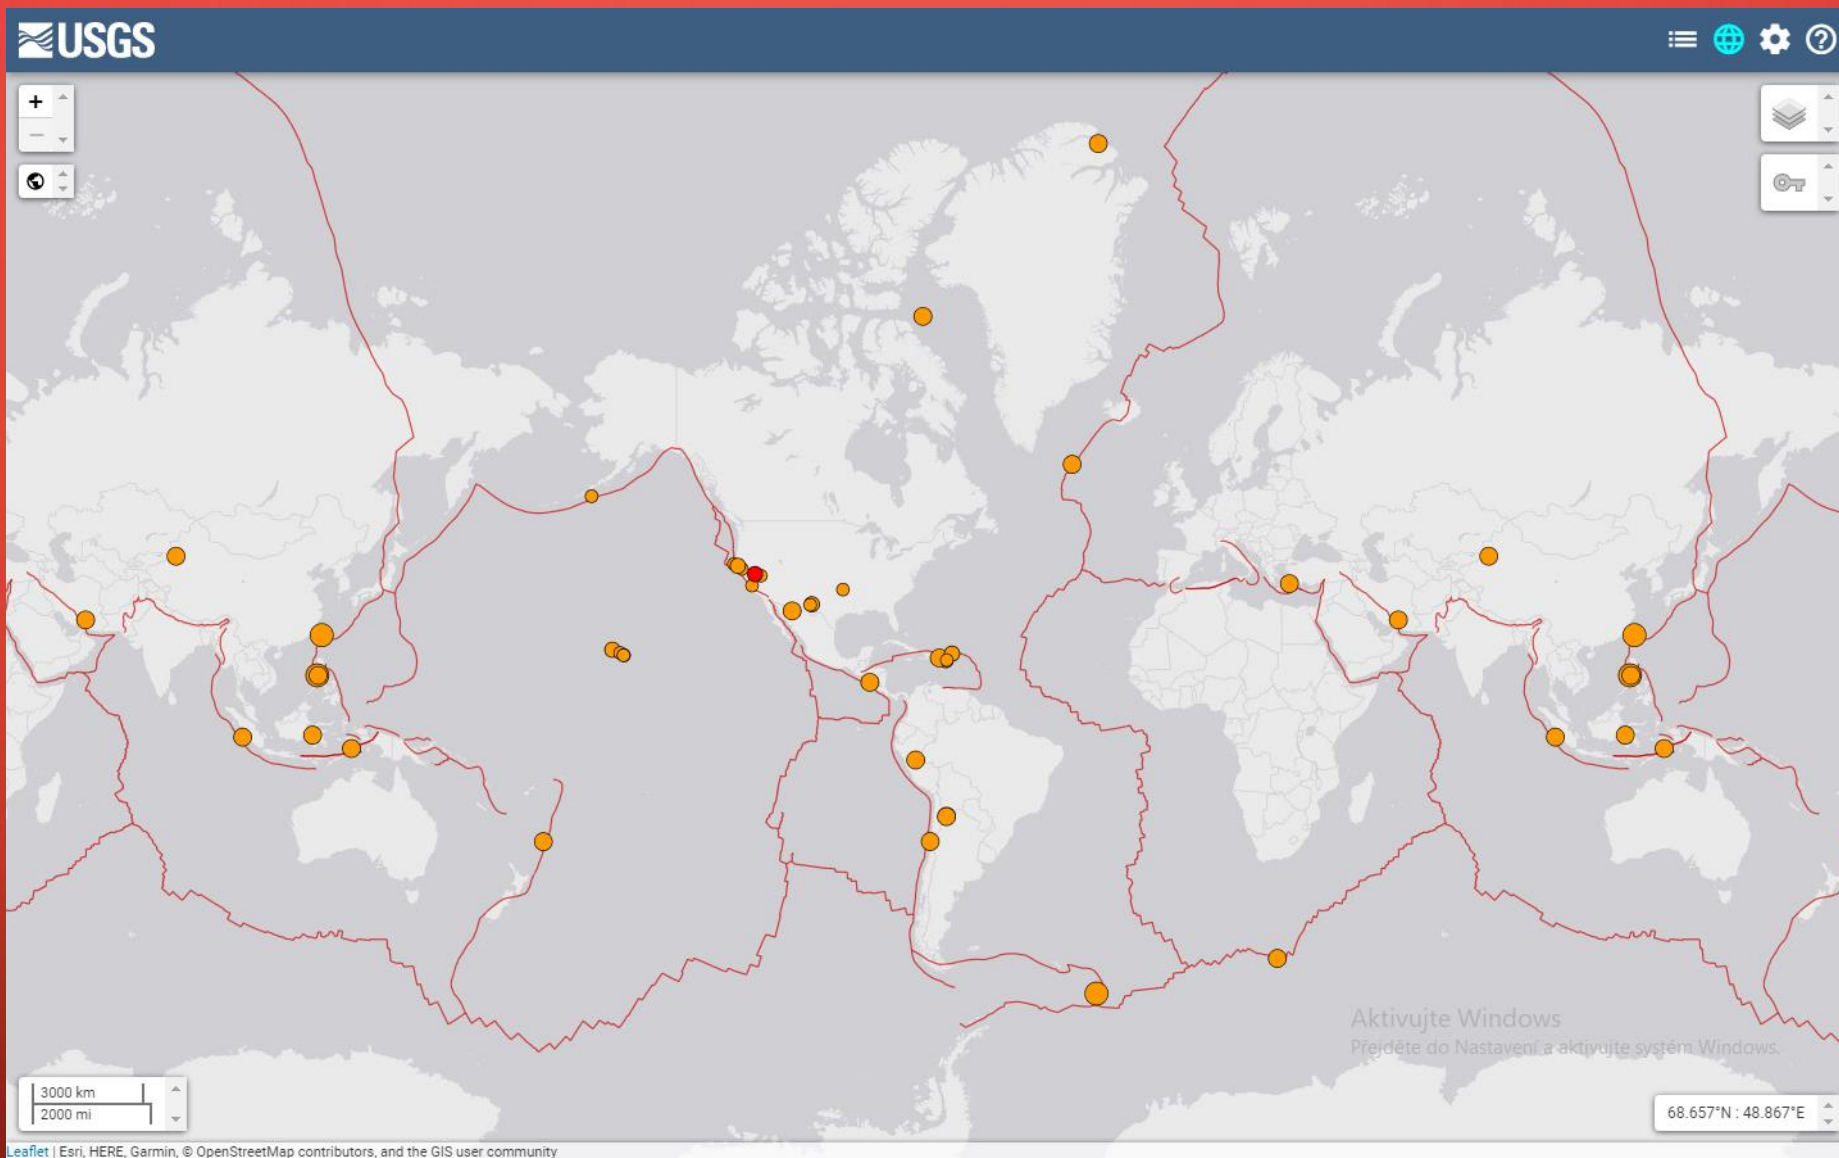 USGS
+
−
Aktivujte Windows
Přejděte do Nastavení a aktivujte systém Windows.
3000 km
2000 mi
68.657°N : 48.867°E
Leaflet | Esri, HERE, Garmin, © OpenStreetMap contributors, and the GIS user community